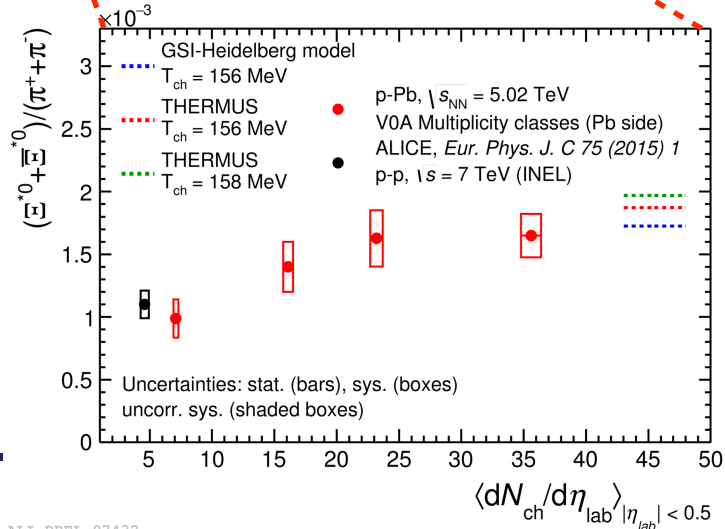 ×10⁻³
(Ξ*⁰+Ξ̅*⁰)/(π⁺+π⁻)
3
2.5
2
1.5
1
0.5
0
GSI-Heidelberg model
T_ch = 156 MeV
THERMUS
T_ch = 156 MeV
THERMUS
T_ch = 158 MeV
p-Pb, √s_NN = 5.02 TeV
V0A Multiplicity classes (Pb side)
ALICE, Eur. Phys. J. C 75 (2015) 1
p-p, √s = 7 TeV (INEL)
Uncertainties: stat. (bars), sys. (boxes)
uncorr. sys. (shaded boxes)
5 10 15 20 25 30 35 40 45 50
⟨dN_ch/dη_lab⟩_|η_lab| < 0.5